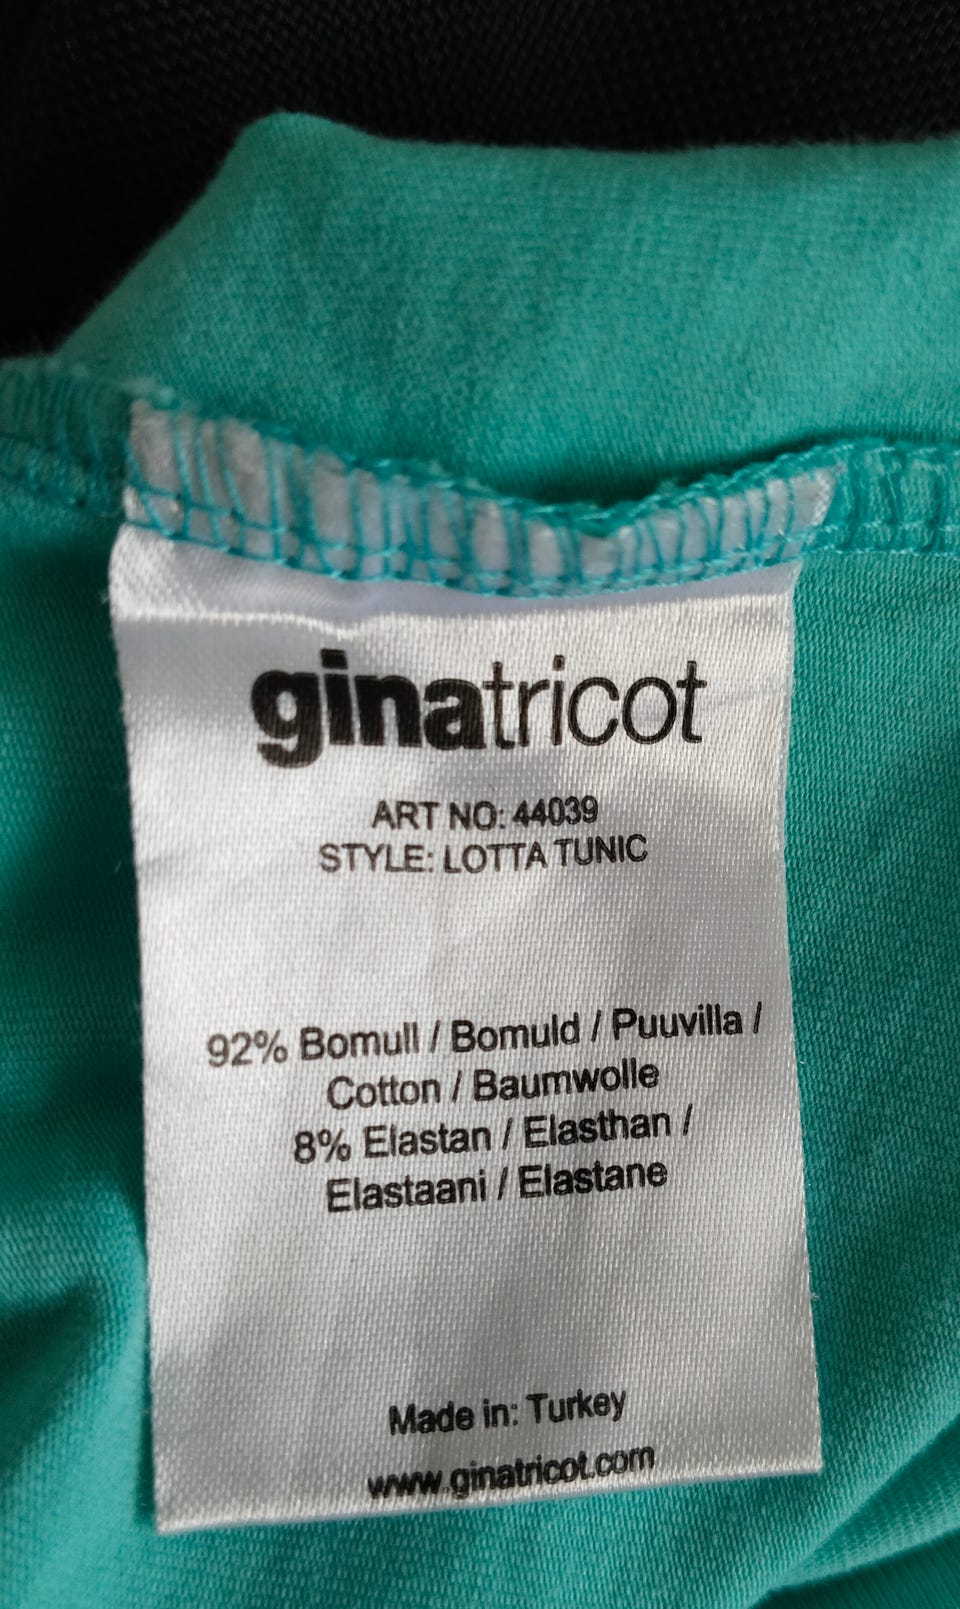 ginatricot
ART NO: 44039
STYLE: LOTTA TUNIC
92% Bomull / Bomuld / Puuvilla /
Cotton / Baumwolle
8% Elastan / Elasthan /
Elastaani / Elastane
Made in: Turkey
www.ginatricot.com